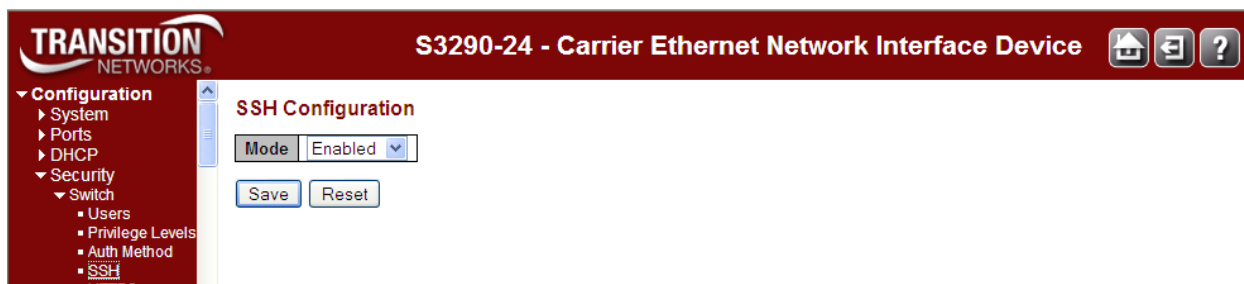 TRANSITION
NETWORKS®
S3290-24 - Carrier Ethernet Network Interface Device
?
Configuration
System
Ports
DHCP
Security
Switch
Users
Privilege Levels
Auth Method
SSH
SSH Configuration
Mode Enabled
Save Reset